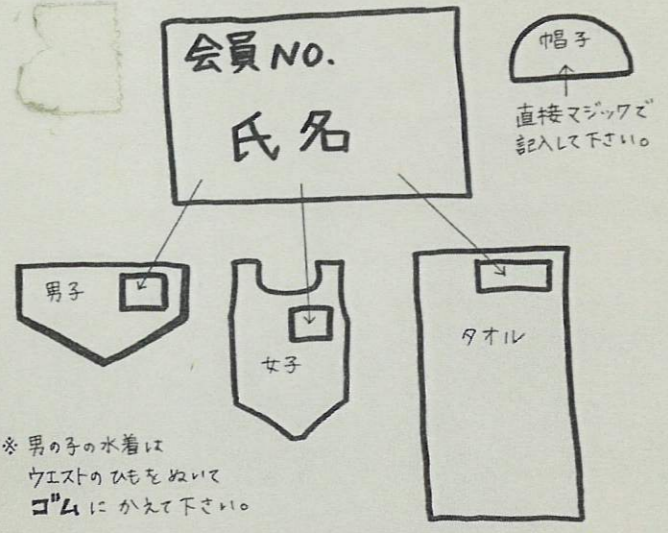 会員NO.
氏名
帽子
直接マジックで
記入して下さい。
男子
女子
タオル
※ 男の子の水着は
ウエストのひもをぬいて
ゴムにかえて下さい。